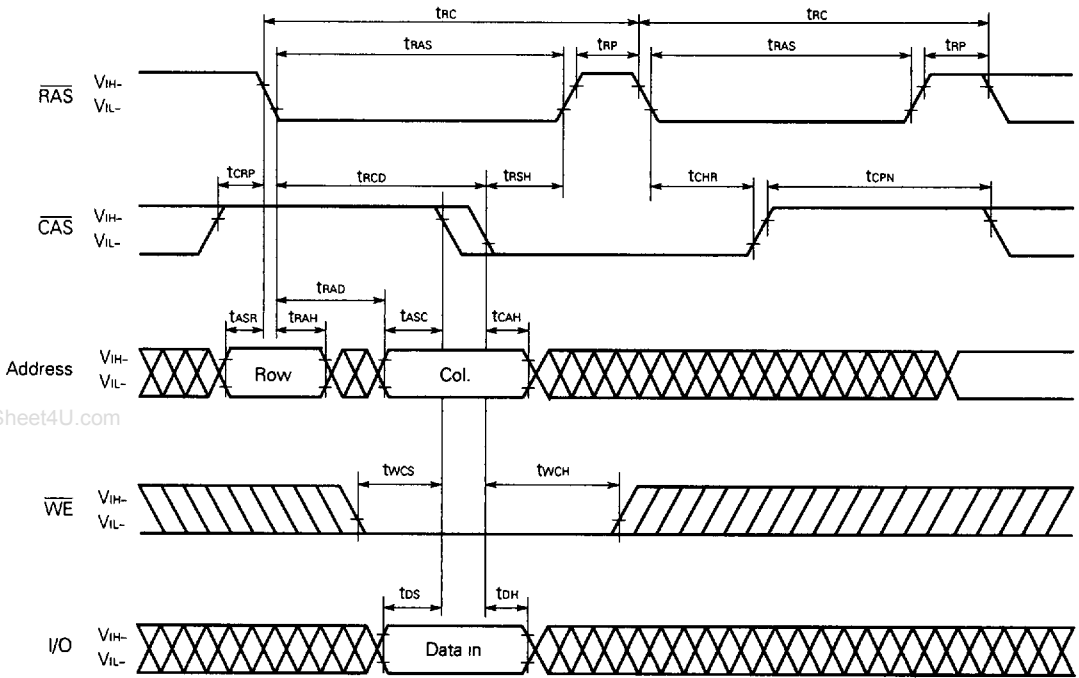 tRC tRC
tRAS tRP tRAS tRP
RAS VIH– VIL–
tCRP tRCD tRSH tCHR tCPN
CAS VIH– VIL–
tRAD
tASR tRAH tASC tCAH
Address VIH– VIL– Row Col.
Sheet4U.com
tWCS tWCH
WE VIH– VIL–
tDS tDH
I/O VIH– VIL– Data in